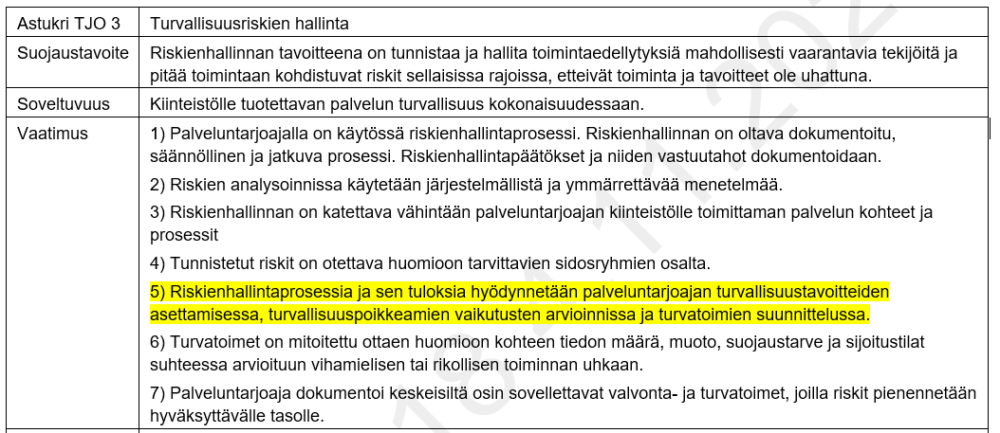 Astukri TJO 3 Turvallisuusriskien hallinta
Suojaustavoite Riskienhallinnan tavoitteena on tunnistaa ja hallita toimintaedellytyksiä mahdollisesti vaarantavia tekijöitä ja
pitää toimintaan kohdistuvat riskit sellaisissa rajoissa, etteivät toiminta ja tavoitteet ole uhattuna.
Soveltuvuus Kiinteistölle tuotettavan palvelun turvallisuus kokonaisuudessaan.
Vaatimus 1) Palveluntarjoajalla on käytössä riskienhallintaprosessi. Riskienhallinnan on oltava dokumentoitu,
säännöllinen ja jatkuva prosessi. Riskienhallintapäätökset ja niiden vastuutahot dokumentoidaan.
2) Riskien analysoinnissa käytetään järjestelmällistä ja ymmärrettävää menetelmää.
3) Riskienhallinnan on katettava vähintään palveluntarjoajan kiinteistölle toimittaman palvelun kohteet ja
prosessit
4) Tunnistetut riskit on otettava huomioon tarvittavien sidosryhmien osalta.
5) Riskienhallintaprosessia ja sen tuloksia hyödynnetään palveluntarjoajan turvallisuustavoitteiden
asettamisessa, turvallisuuspoikkeamien vaikutusten arvioinnissa ja turvatoimien suunnittelussa.
6) Turvatoimet on mitoitettu ottaen huomioon kohteen tiedon määrä, muoto, suojaustarve ja sijoitustilat
suhteessa arvioituun vihamielisen tai rikollisen toiminnan uhkaan.
7) Palveluntarjoaja dokumentoi keskeisiltä osin sovellettavat valvonta- ja turvatoimet, joilla riskit pienennetään
hyväksyttävälle tasolle.